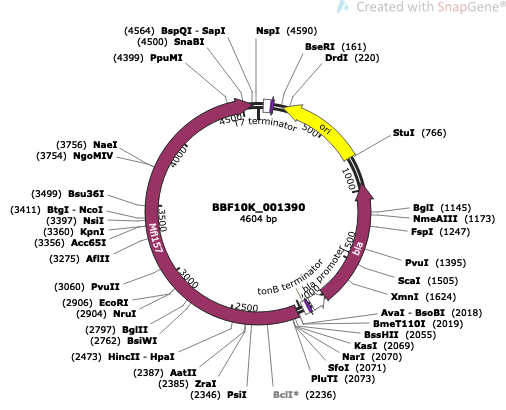 Created with SnapGene®
(4564) BspQI - SapI
(4500) SnaBI
(4399) PpuMI
NspI (4590)
BseRI (161)
DrdI (220)
StuI (766)
(3756) NaeI
(3754) NgoMIV
(3499) Bsu36I
(3411) BtgI - NcoI
(3397) NsiI
(3360) KpnI
(3356) Acc65I
(3275) AflII
(3060) PvuII
(2906) EcoRI
(2904) NruI
(2797) BglII
(2762) BsiWI
(2473) HincII - HpaI
(2387) AatII
(2385) ZraI
(2346) PsiI
BclI* (2236)
BglI (1145)
NmeAIII (1173)
FspI (1247)
PvuI (1395)
ScaI (1505)
XmnI (1624)
AvaI - BsoBI (2018)
BmeT110I (2019)
BssHII (2055)
KasI (2069)
NarI (2070)
SfoI (2071)
PluTI (2073)
BBF10K_001390
4604 bp
T7 terminator
ori
bla
bla promoter
tonB terminator
Mfl157
500
1000
2500
3000
3500
4000
4500